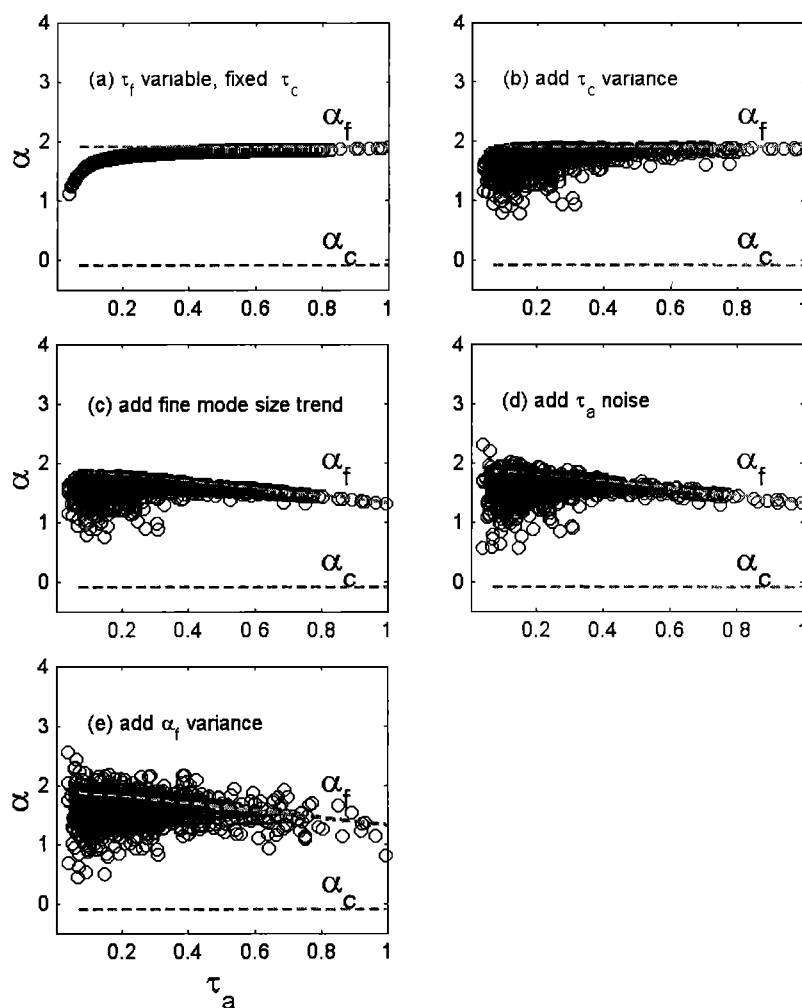 4
3
2
1
0
α
(a) τf variable, fixed τc
αf
αc
0.2 0.4 0.6 0.8 1
4
3
2
1
0
(b) add τc variance
αf
αc
0.2 0.4 0.6 0.8 1
4
3
2
1
0
α
(c) add fine mode size trend
αf
αc
0.2 0.4 0.6 0.8 1
4
3
2
1
0
(d) add τa noise
αf
αc
0.2 0.4 0.6 0.8 1
4
3
2
1
0
α
(e) add αf variance
αf
αc
0.2 0.4 0.6 0.8 1
τa